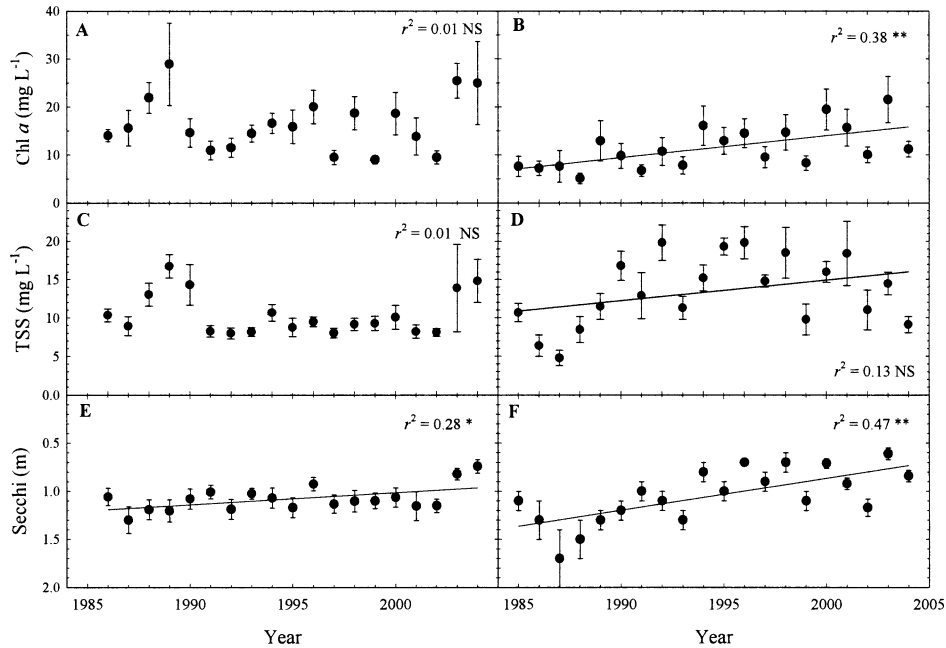 A
r² = 0.01 NS
B
r² = 0.38 **
Chl a (mg L⁻¹)
40
30
20
10
0
C
r² = 0.01 NS
D
r² = 0.13 NS
TSS (mg L⁻¹)
20
15
10
5
0.0
E
r² = 0.28 *
F
r² = 0.47 **
Secchi (m)
0.5
1.0
1.5
2.0
1985
1990
1995
2000
1985
1990
1995
2000
2005
Year
Year